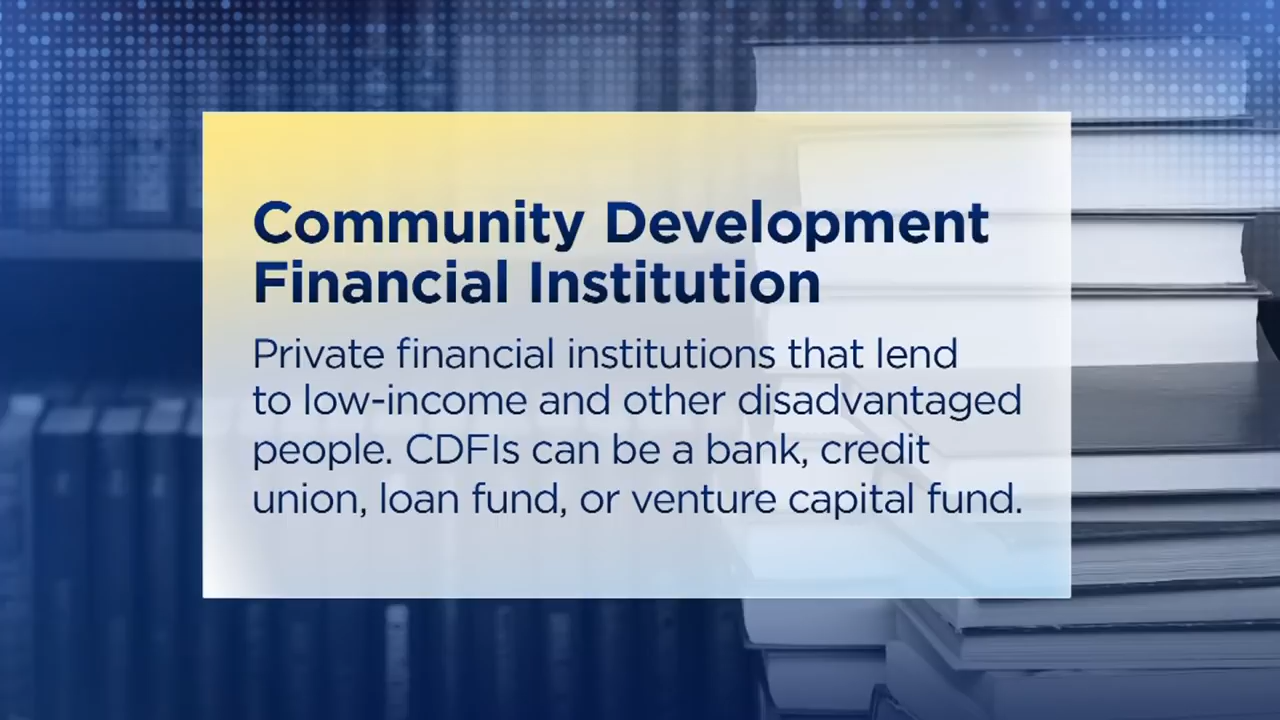 Community Development
Financial Institution
Private financial institutions that lend
to low-income and other disadvantaged
people. CDFIs can be a bank, credit
union, loan fund, or venture capital fund.